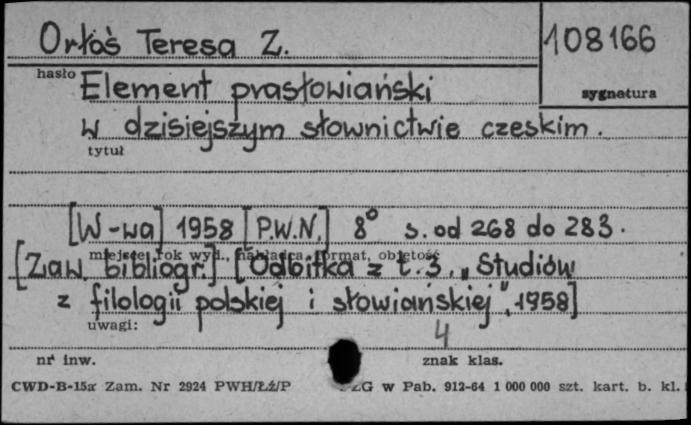 Orłoś Teresa Z.
108166
hasło
sygnatura
Element prasłowiański
w dzisiejszym słownictwie czeskim.
tytuł
[W-wa] 1958 [P.W.N.] 8° s. od 268 do 283.
miejsce, rok wyd., nakładca, format, objętość
[Zaw. bibliogr.] [Odbitka z t. 3. „Studiów
z filologii polskiej i słowiańskiej”, 1958]
uwagi:
4
nr inw.
znak klas.
CWD-B-15a Zam. Nr 2924 PWH/Łź/P ZG w Pab. 912-64 1 000 000 szt. kart. b. kl.